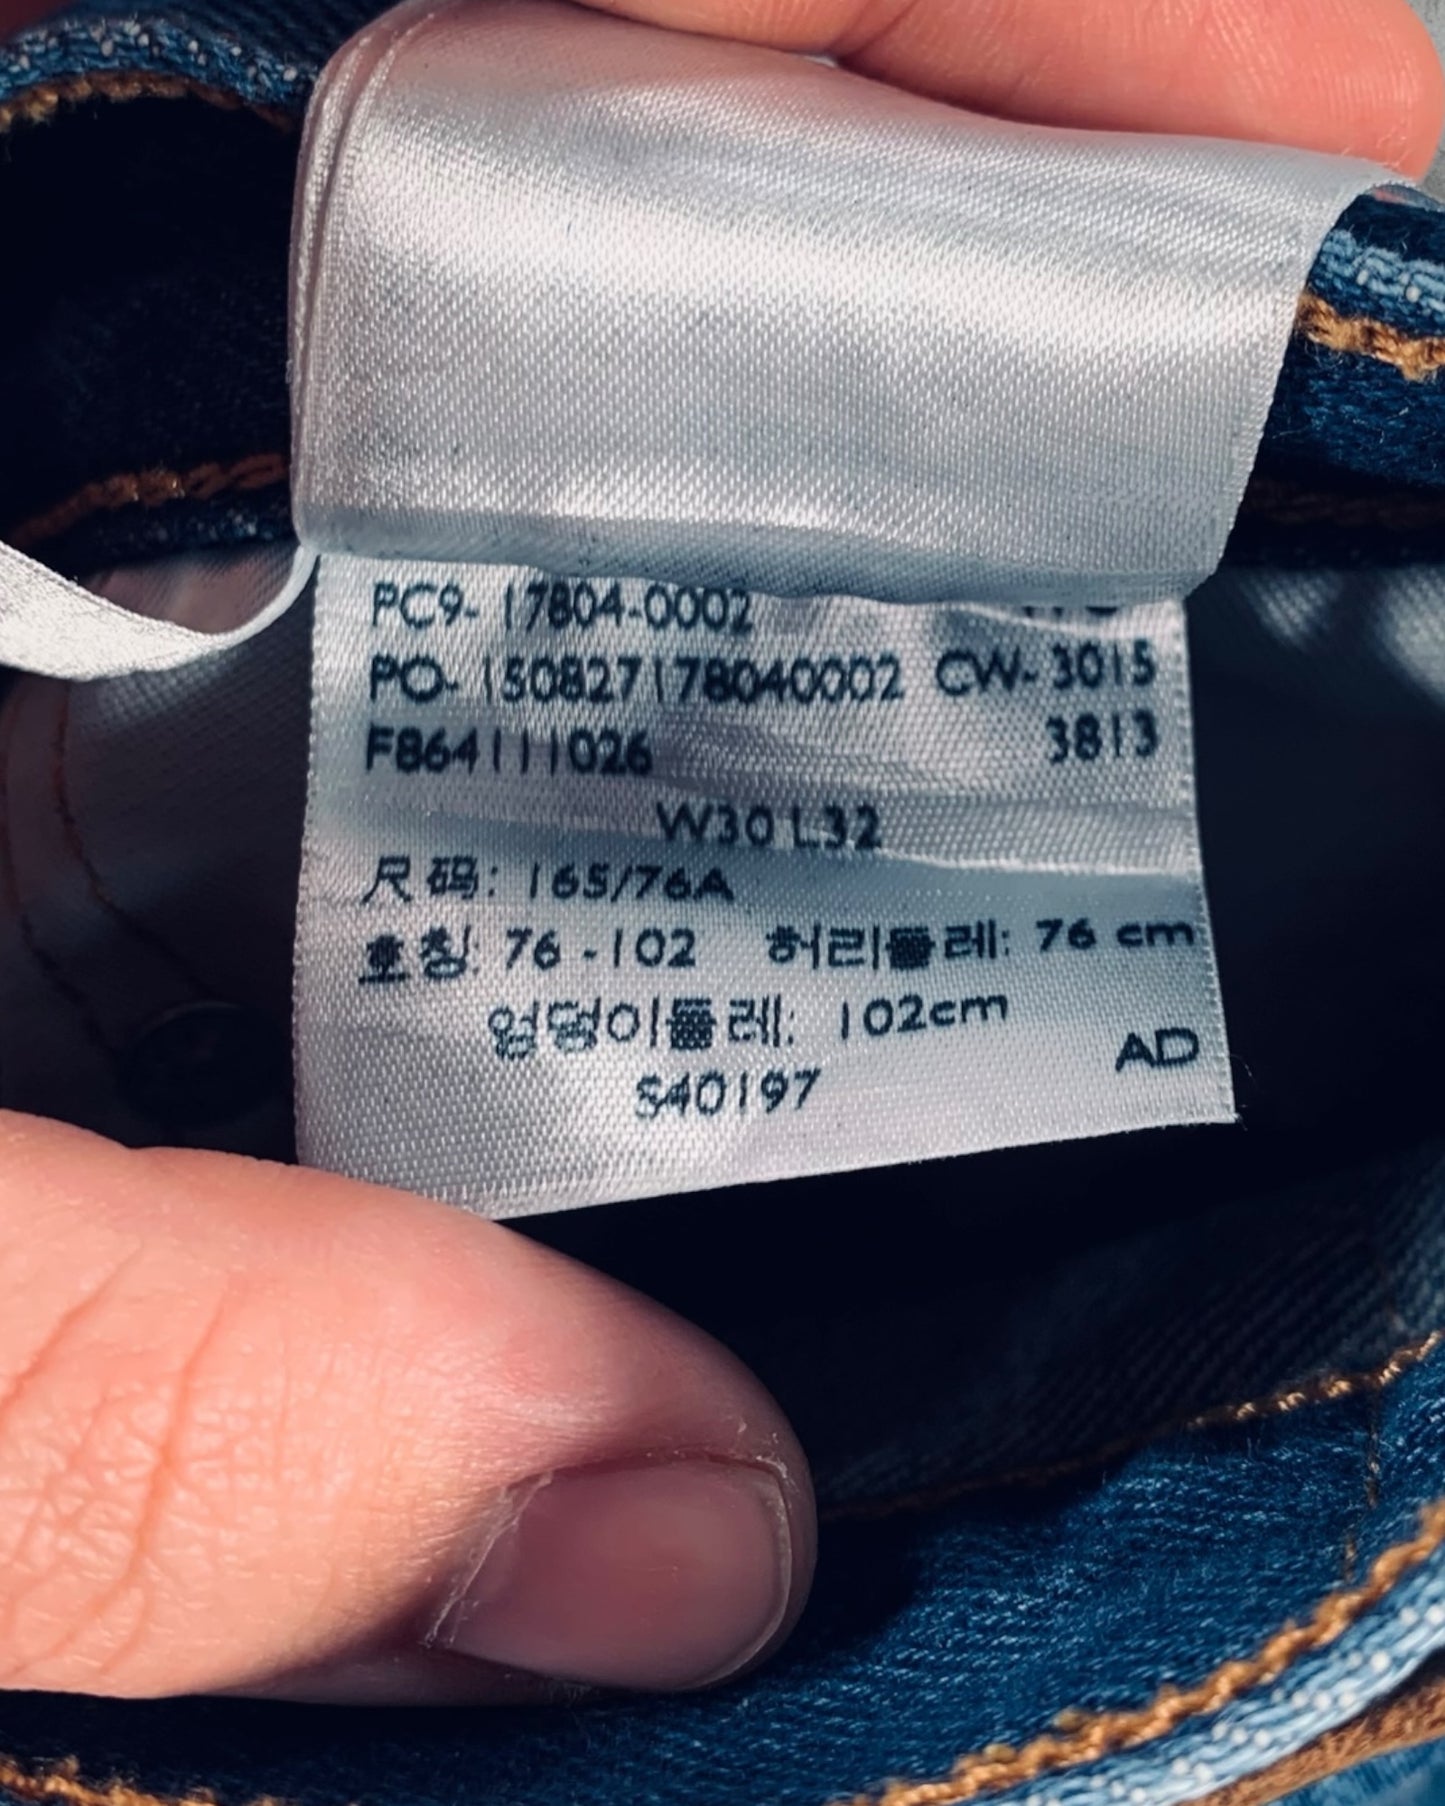 PC9- 17804-0002
PO- 150827178040002 CW- 3015
F864111026 3813
W30 L32
尺码: 165/76A
호칭: 76 -102 허리둘레: 76 cm
엉덩이둘레: 102cm
AD
S40197